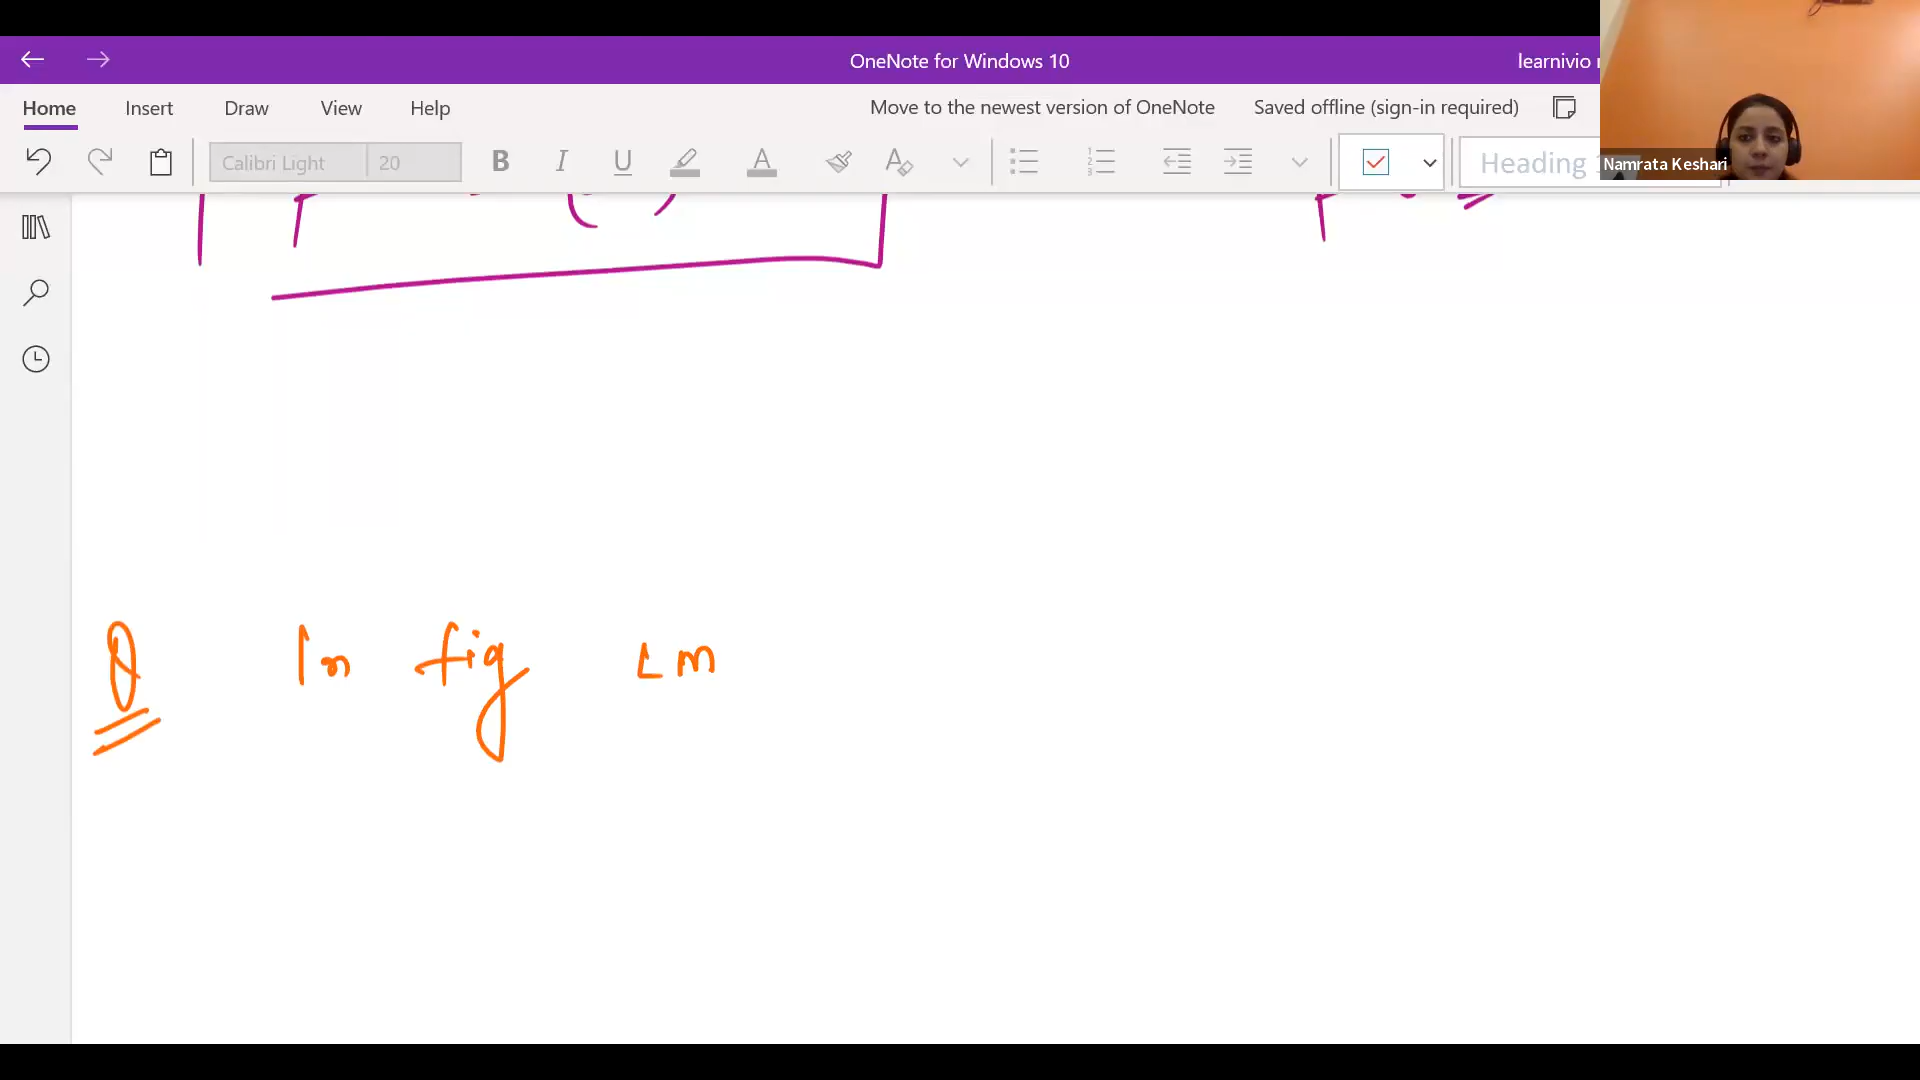 OneNote for Windows 10
learnivio
Home Insert Draw View Help
Move to the newest version of OneNote
Saved offline (sign-in required)
Calibri Light 20
B I U A A
Heading
Namrata Keshari
Q In fig LM